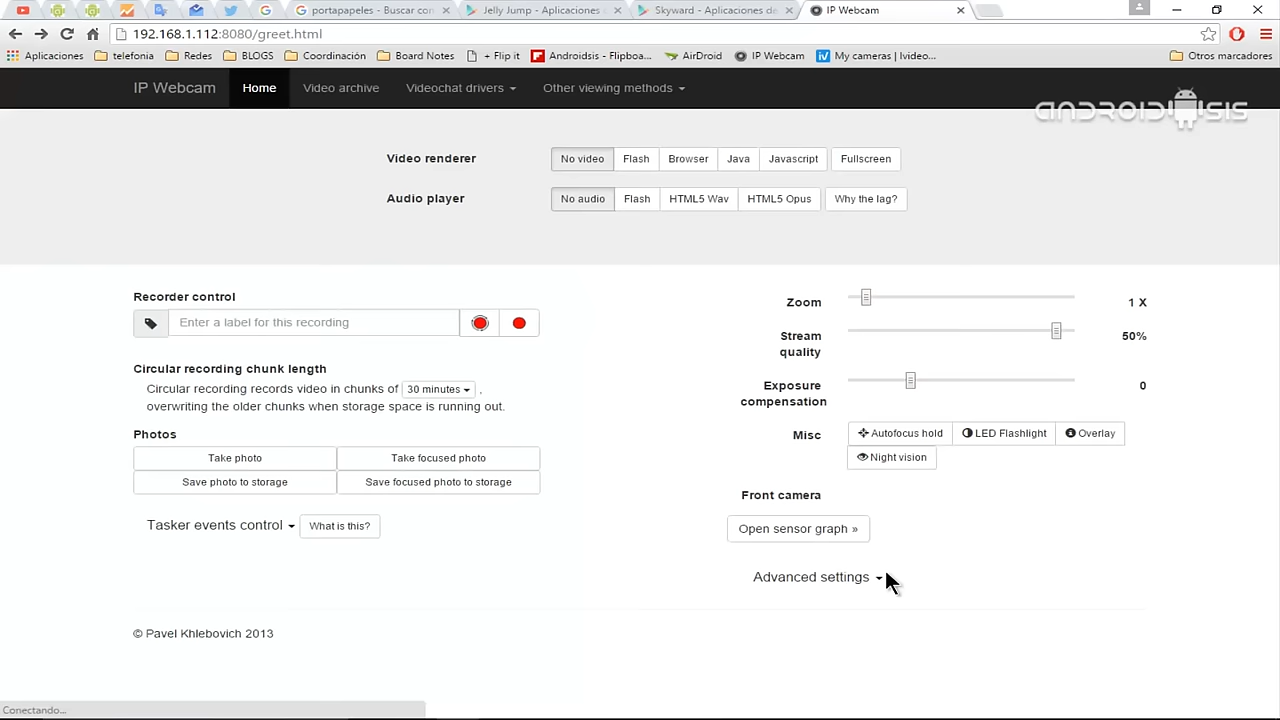 portapapeles - Buscar con
Jelly Jump - Aplicaciones
Skyward - Aplicaciones de
IP Webcam
192.168.1.112:8080/greet.html
Aplicaciones
telefonia
Redes
BLOGS
Coordinación
Board Notes
+ Flip it
Androidsis - Flipboa...
AirDroid
IP Webcam
My cameras | Ivideo...
Otros marcadores
IP Webcam
Home
Video archive
Videochat drivers
Other viewing methods
ANDROIDSIS
Video renderer
No video
Flash
Browser
Java
Javascript
Fullscreen
Audio player
No audio
Flash
HTML5 Wav
HTML5 Opus
Why the lag?
Recorder control
Enter a label for this recording
Circular recording chunk length
Circular recording records video in chunks of 30 minutes .
overwriting the older chunks when storage space is running out.
Photos
Take photo
Take focused photo
Save photo to storage
Save focused photo to storage
Tasker events control
What is this?
Zoom
1 X
Stream
quality
50%
Exposure
compensation
0
Misc
Autofocus hold
LED Flashlight
Overlay
Night vision
Front camera
Open sensor graph »
Advanced settings
© Pavel Khlebovich 2013
Conectando...